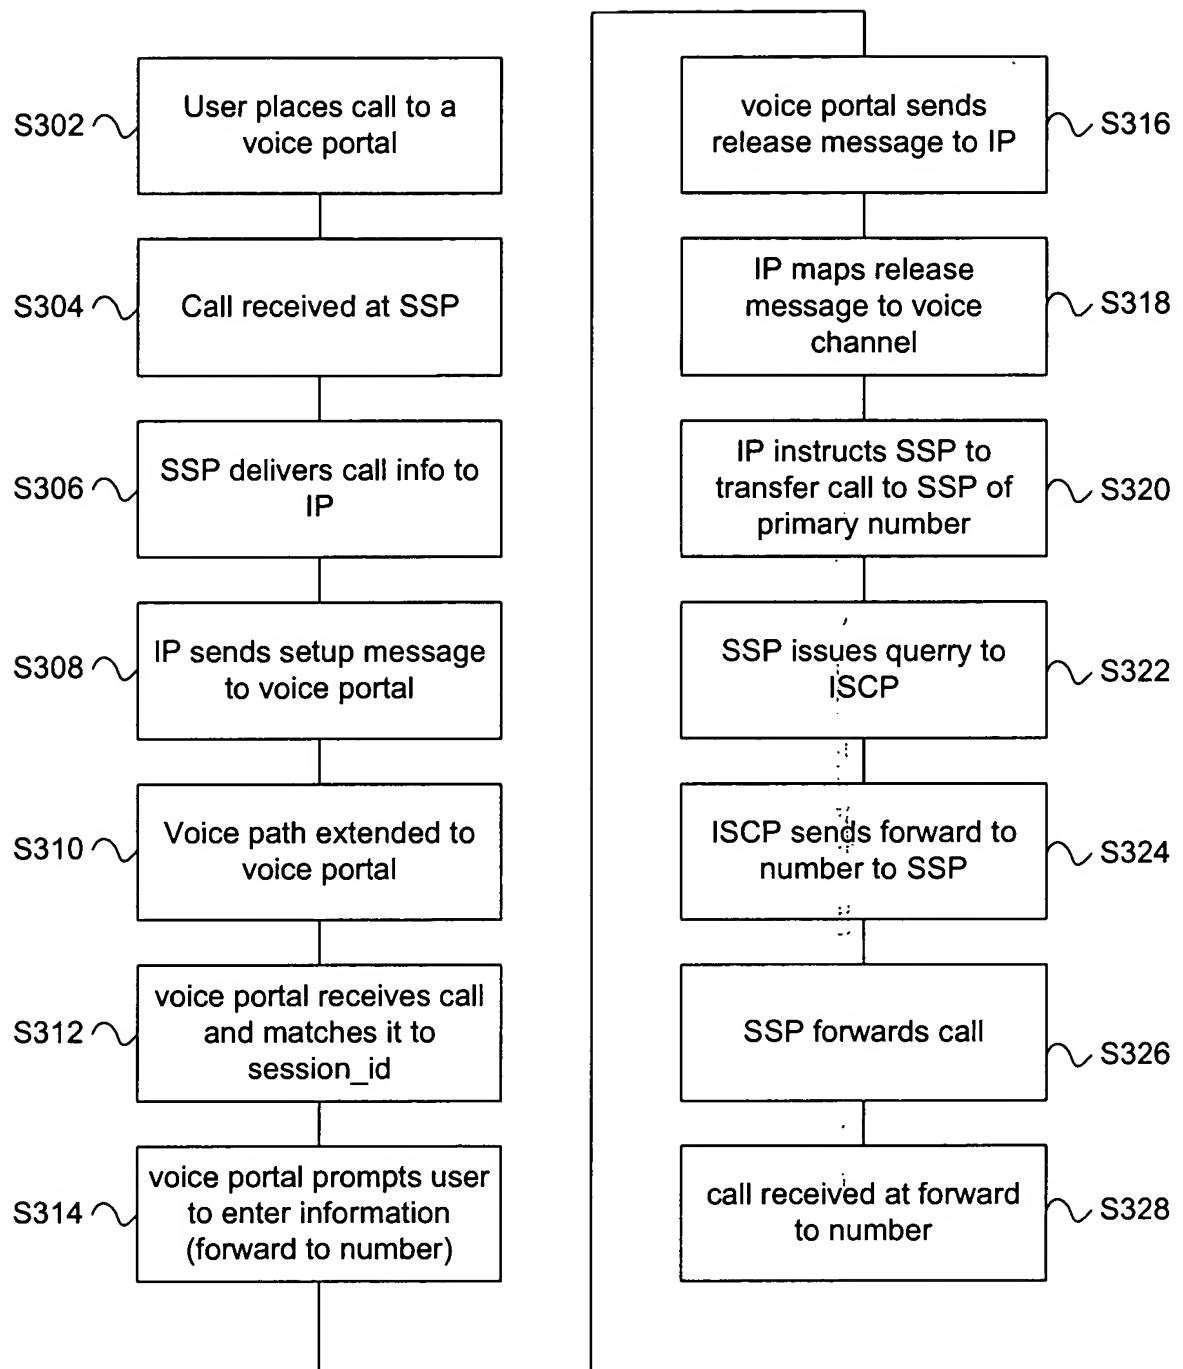 S302
User places call to a
voice portal
S304
Call received at SSP
S306
SSP delivers call info to
IP
S308
IP sends setup message
to voice portal
S310
Voice path extended to
voice portal
S312
voice portal receives call
and matches it to
session_id
S314
voice portal prompts user
to enter information
(forward to number)
voice portal sends
release message to IP
S316
IP maps release
message to voice
channel
S318
IP instructs SSP to
transfer call to SSP of
primary number
S320
SSP issues querry to
ISCP
S322
ISCP sends forward to
number to SSP
S324
SSP forwards call
S326
call received at forward
to number
S328